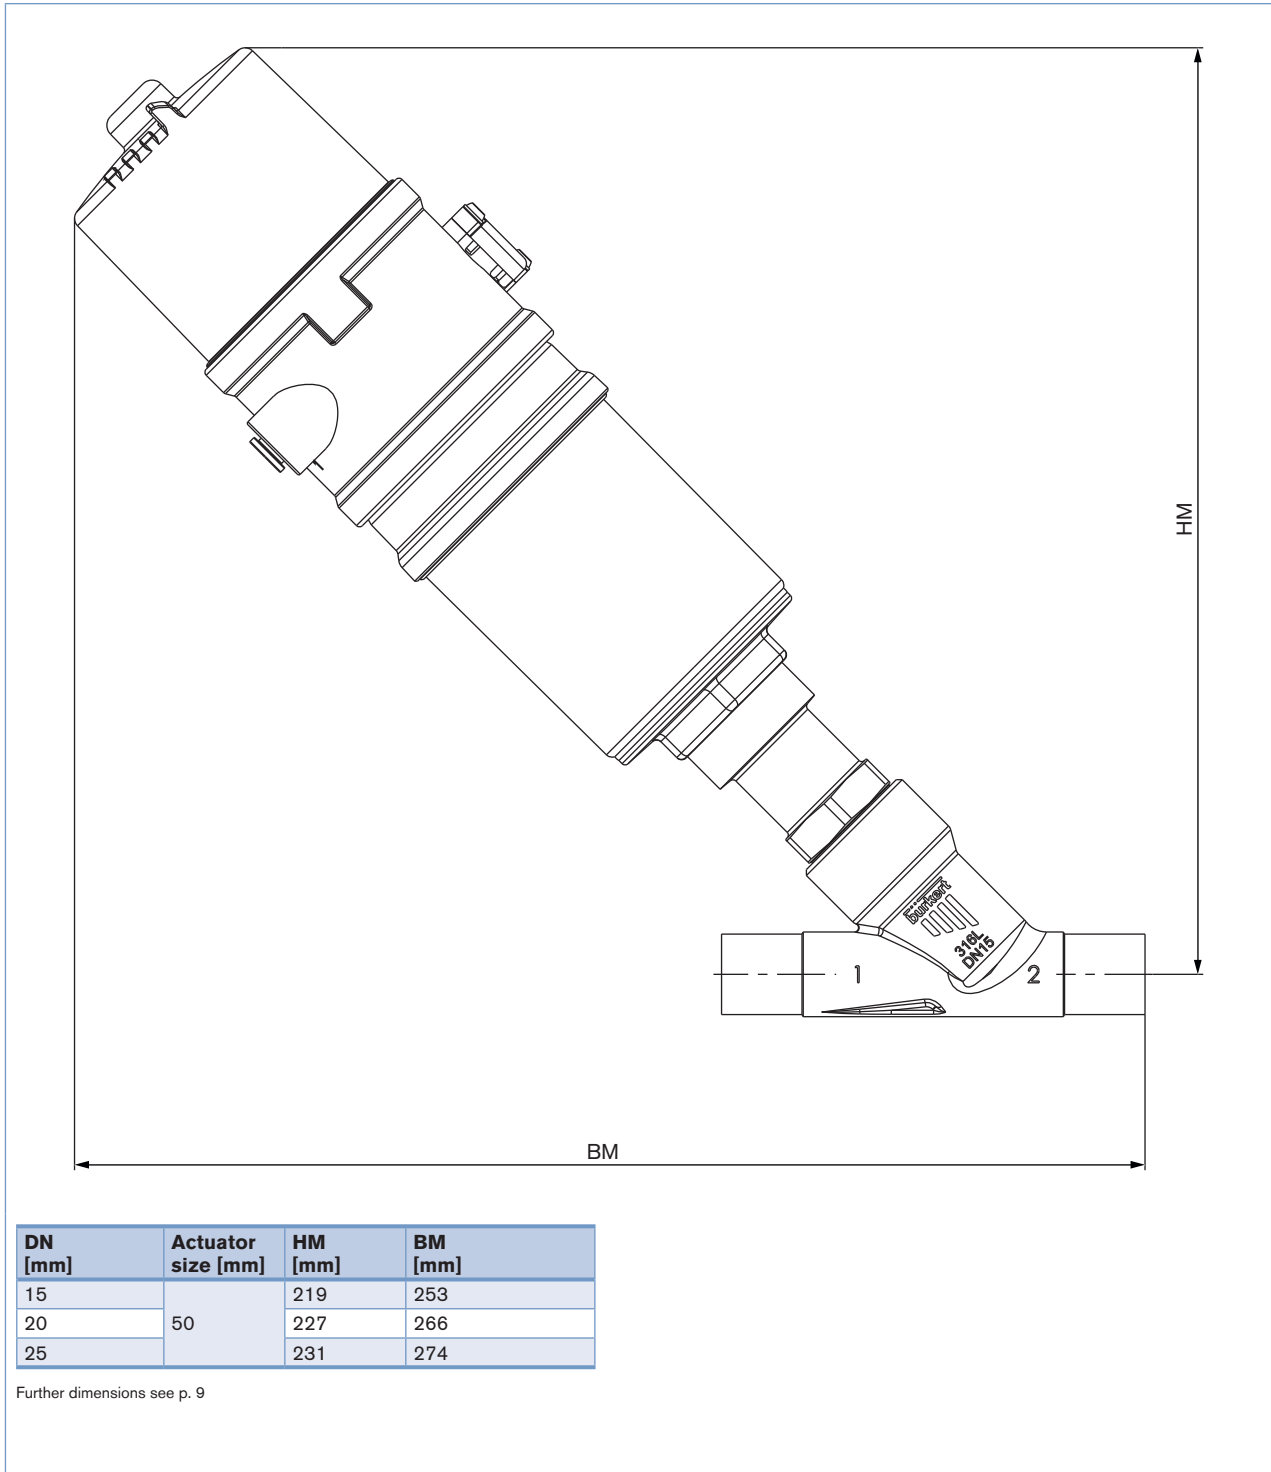 HM
bürkert
316L
DN15
1 2
BM
DN [mm] Actuator size [mm] HM [mm] BM [mm]
15 50 219 253
20 227 266
25 231 274
Further dimensions see p. 9